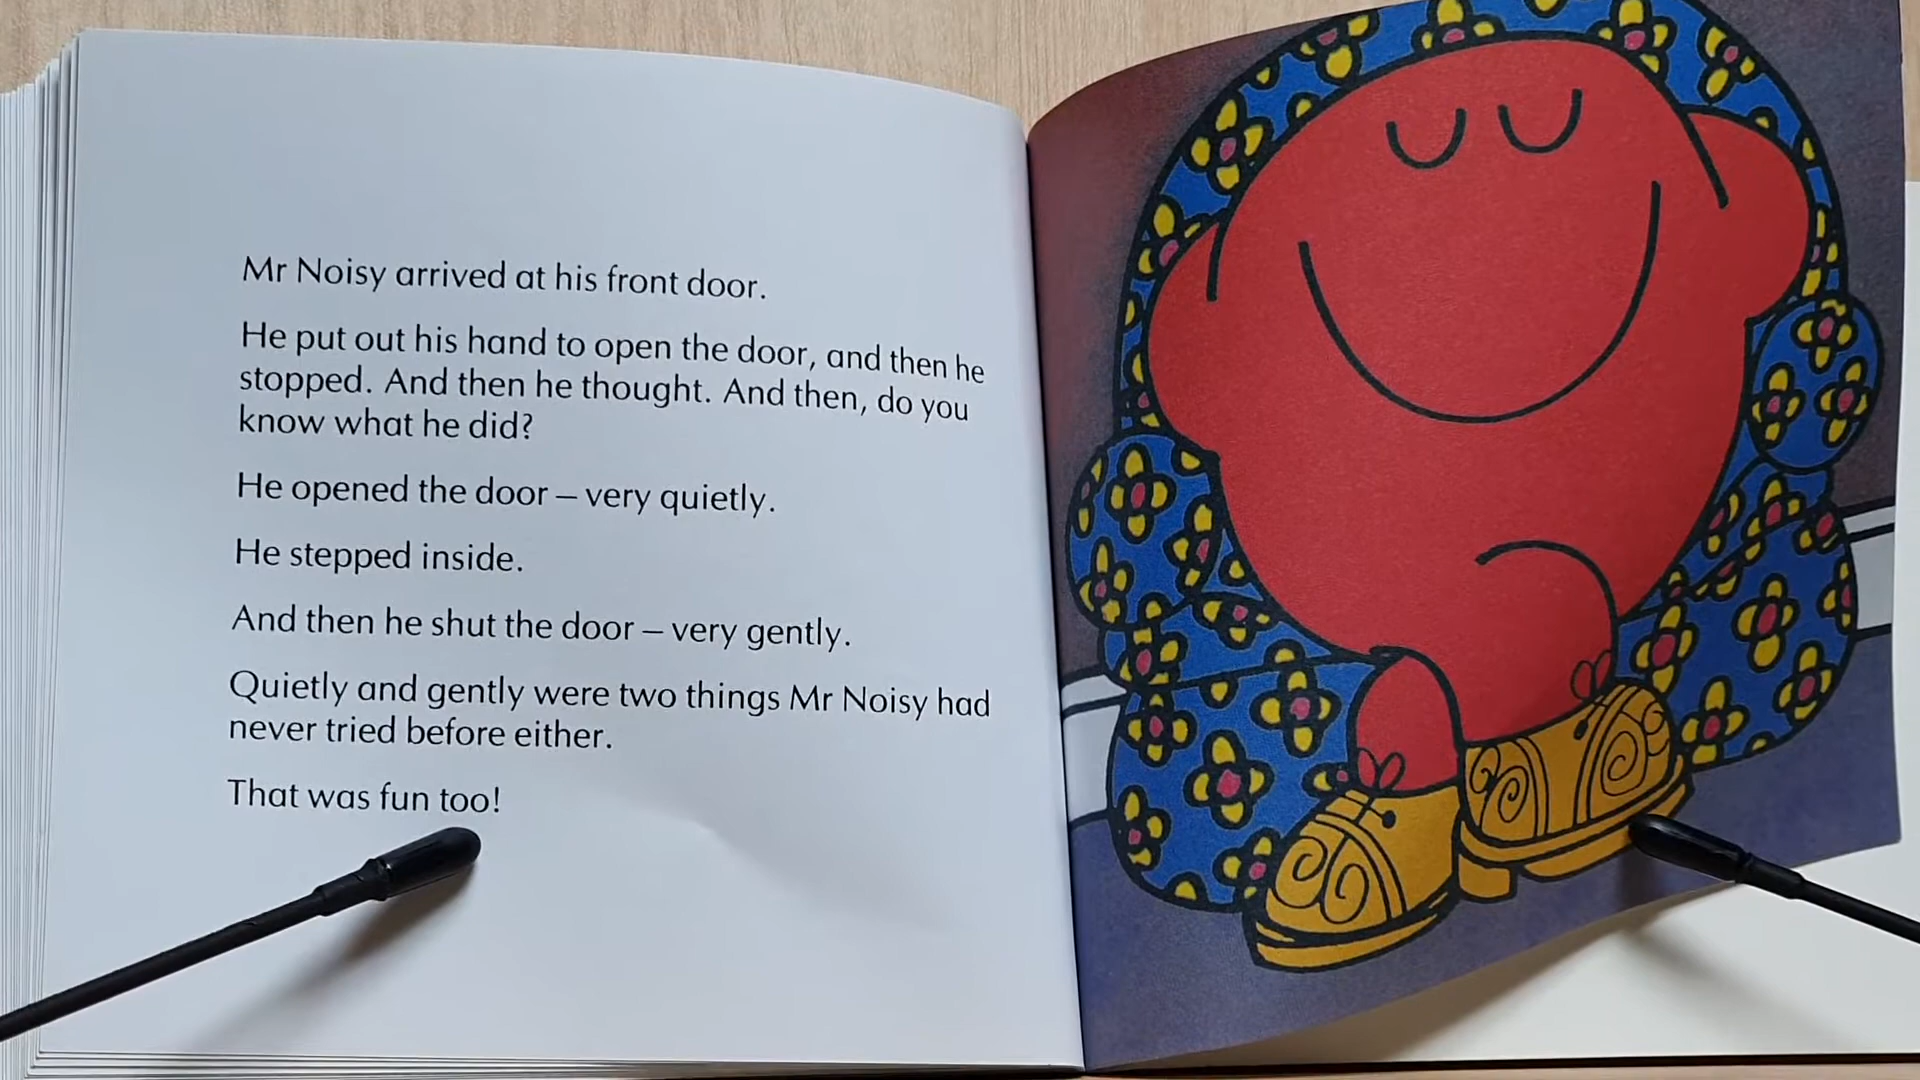 Mr Noisy arrived at his front door.
He put out his hand to open the door, and then he
stopped. And then he thought. And then, do you
know what he did?
He opened the door – very quietly.
He stepped inside.
And then he shut the door – very gently.
Quietly and gently were two things Mr Noisy had
never tried before either.
That was fun too!